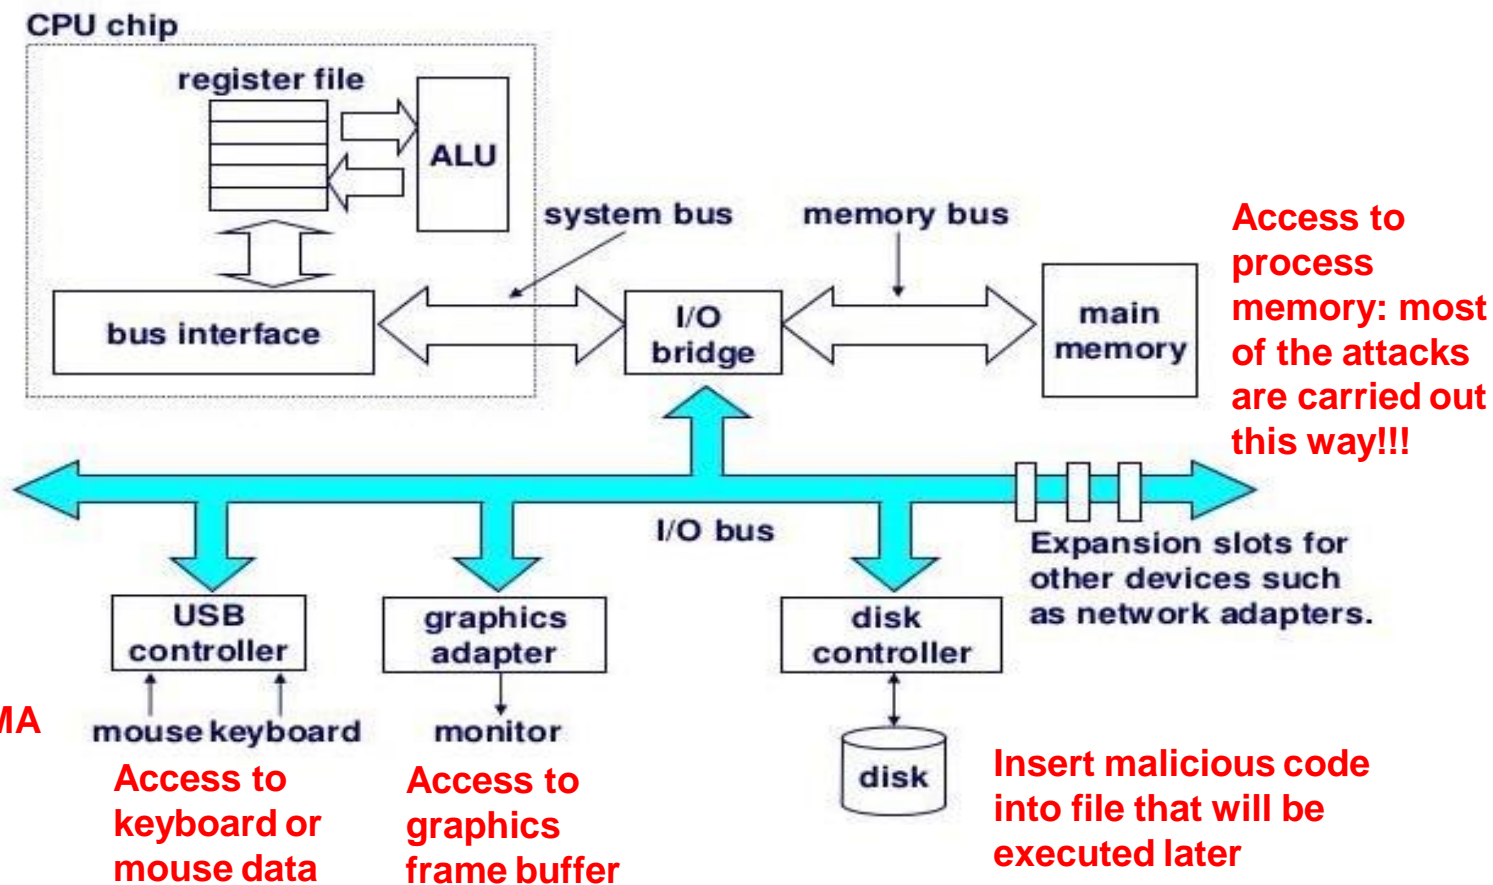 CPU chip
register file
ALU
system bus
memory bus
bus interface
I/O
bridge
main
memory
Access to
process
memory: most
of the attacks
are carried out
this way!!!
I/O bus
Expansion slots for
other devices such
as network adapters.
USB
controller
graphics
adapter
disk
controller
MA
mouse keyboard
monitor
disk
Access to
keyboard or
mouse data
Access to
graphics
frame buffer
Insert malicious code
into file that will be
executed later